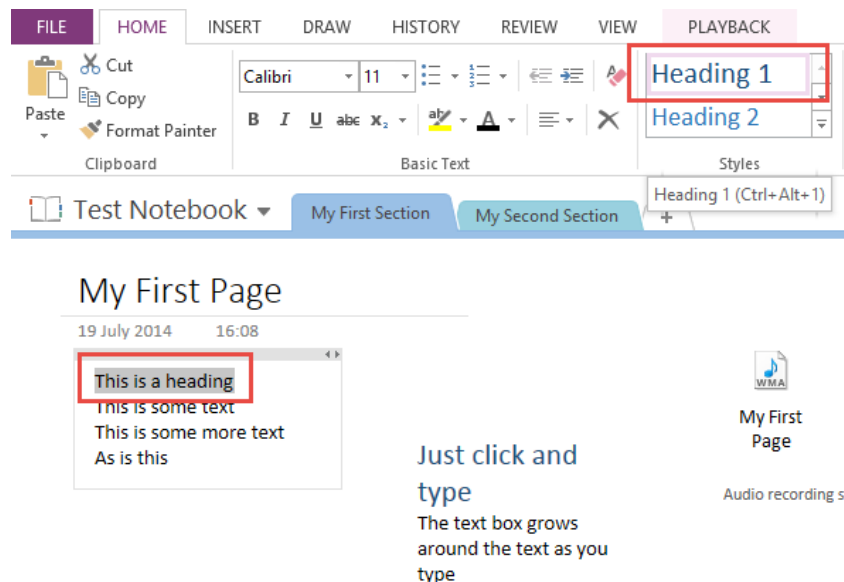 FILE HOME INSERT DRAW HISTORY REVIEW VIEW PLAYBACK
Cut
Copy
Paste
Format Painter
Clipboard
Calibri 11
B I U abc X₂ ab A
Basic Text
Heading 1
Heading 2
Styles
Heading 1 (Ctrl+Alt+1)
Test Notebook My First Section My Second Section +
My First Page
19 July 2014 16:08
This is a heading
This is some text
This is some more text
As is this
Just click and
type
The text box grows
around the text as you
type
WMA
My First
Page
Audio recording s